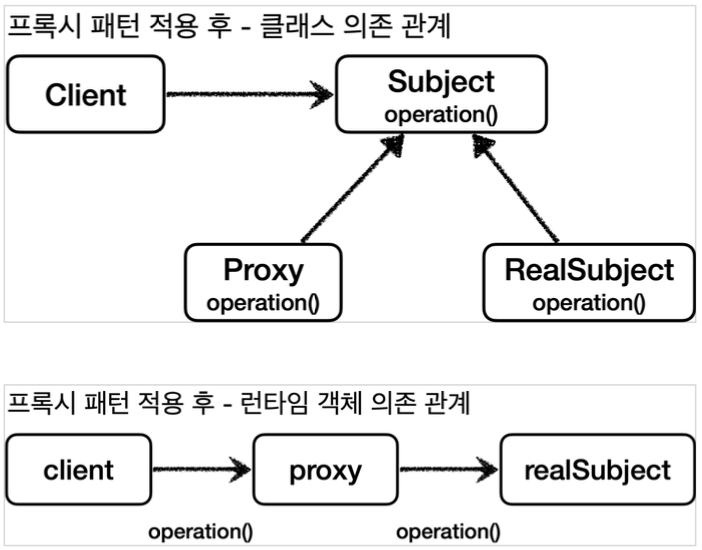 프록시 패턴 적용 후 - 클래스 의존 관계
Client
Subject
operation()
Proxy
operation()
RealSubject
operation()
프록시 패턴 적용 후 - 런타임 객체 의존 관계
client
proxy
realSubject
operation()
operation()